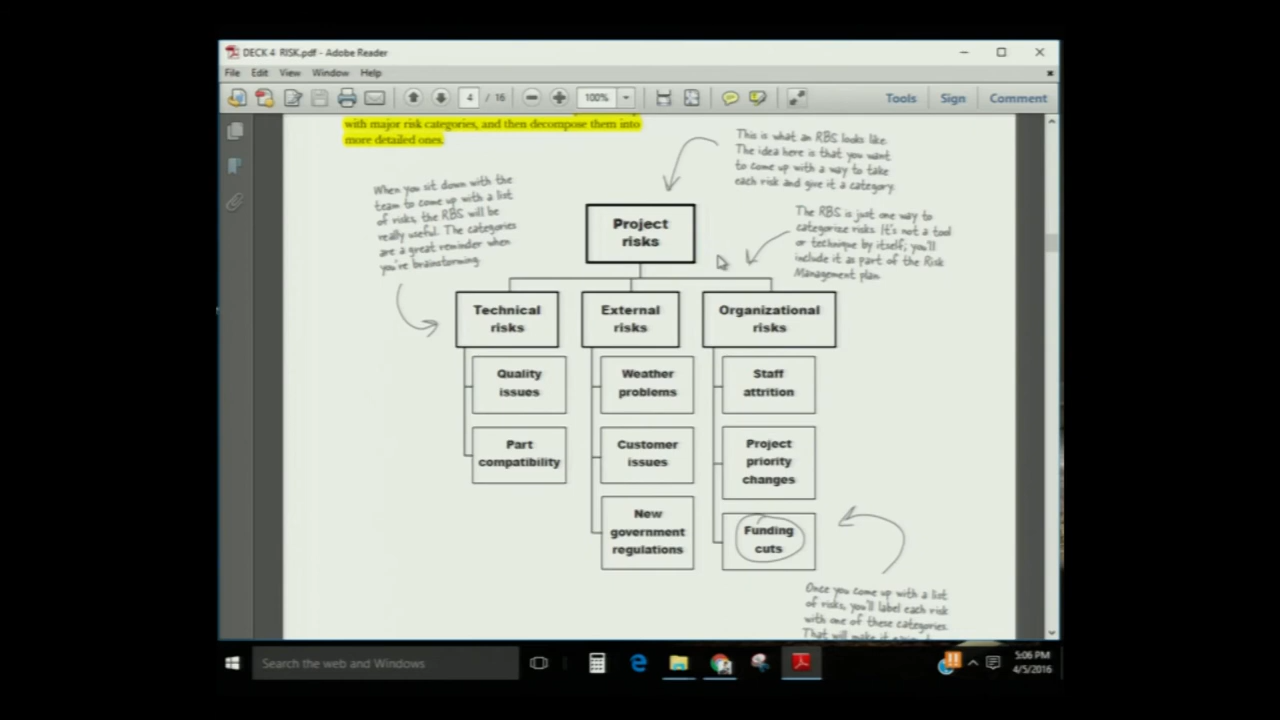 DECK 4 RISK.pdf - Adobe Reader
File Edit View Window Help
4 / 16 100% Tools Sign Comment
with major risk categories, and then decompose them into
more detailed ones.
This is what an RBS looks like.
The idea here is that you want
to come up with a way to take
each risk and give it a category.
When you sit down with the
team to come up with a list
of risks, the RBS will be
really useful. The categories
are a great reminder when
you're brainstorming.
The RBS is just one way to
categorize risks. It's not a tool
or technique by itself; you'll
include it as part of the Risk
Management plan.
Project
risks
Technical
risks
External
risks
Organizational
risks
Quality
issues
Weather
problems
Staff
attrition
Part
compatibility
Customer
issues
Project
priority
changes
New
government
regulations
Funding
cuts
Once you come up with a list
of risks, you'll label each risk
with one of these categories.
That will make it
Search the web and Windows
5:06 PM
4/5/2016